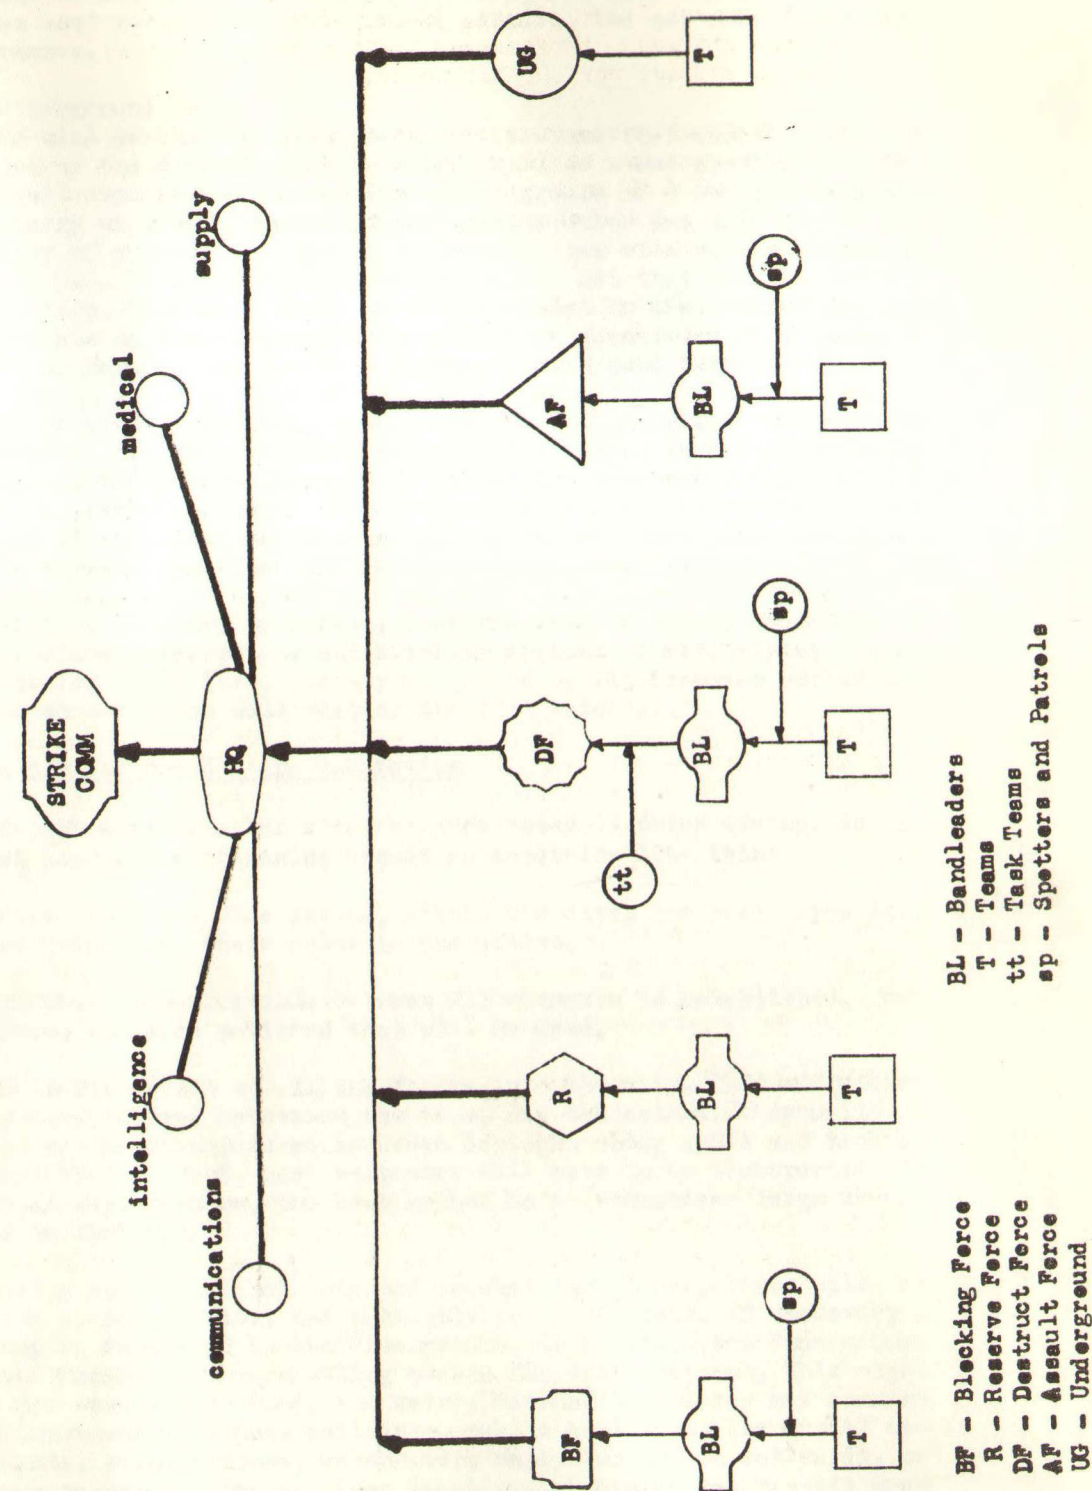 STRIKE
COMM
HQ
communications
intelligence
medical
supply
BF
R
DF
AF
UG
tt
BL
BL
BL
BL
sp
sp
sp
T
T
T
T
T
BF - Blocking Force
R - Reserve Force
DF - Destruct Force
AF - Assault Force
UG - Underground
BL - Bandleaders
T - Teams
tt - Task Teams
sp - Spotters and Patrols